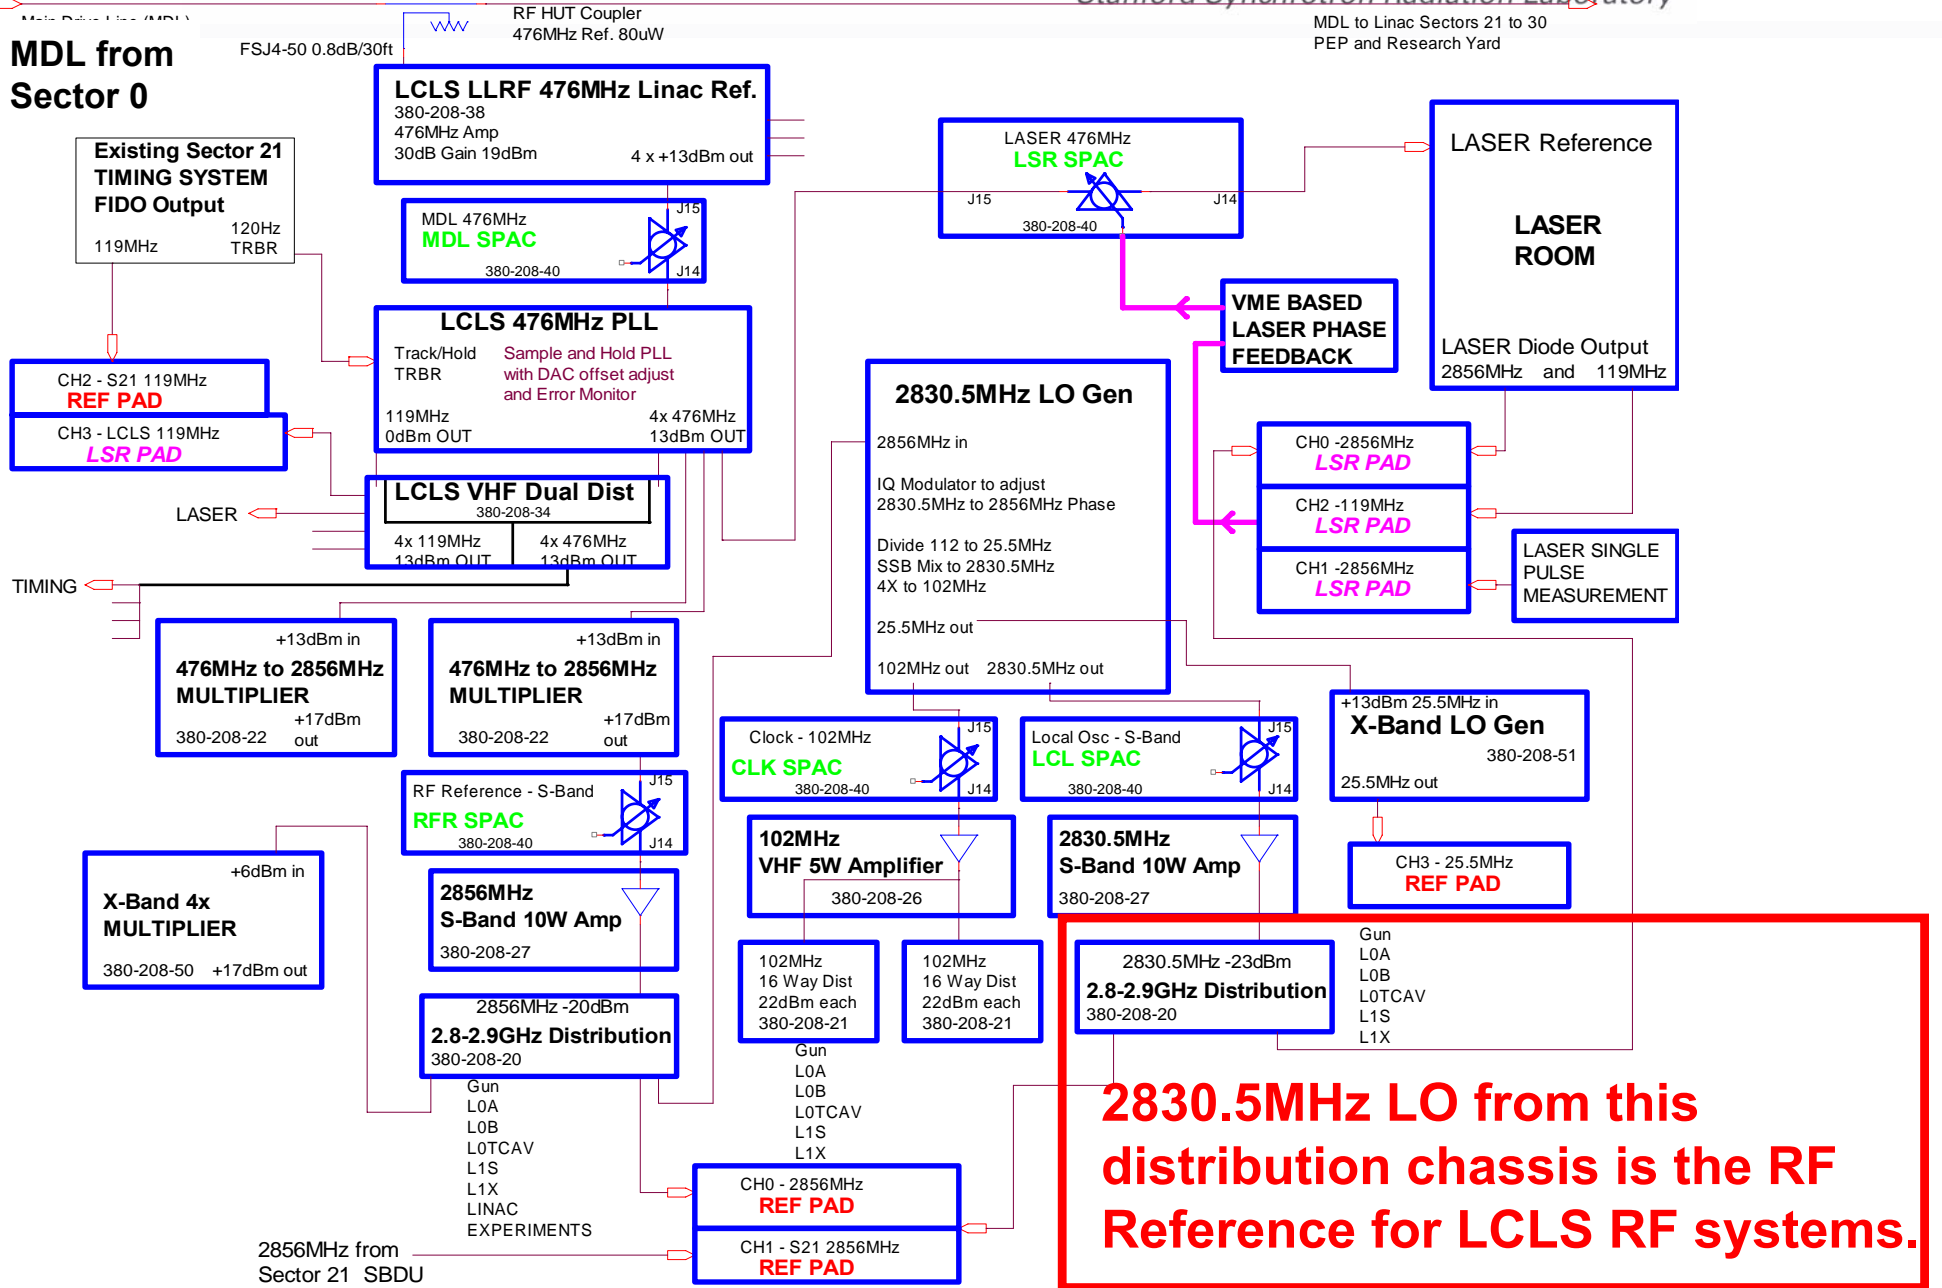 Stanford Synchrotron Radiation Laboratory
Main Drive Line (MDL)
RF HUT Coupler
476MHz Ref. 80uW
MDL to Linac Sectors 21 to 30
PEP and Research Yard
MDL from
Sector 0
FSJ4-50 0.8dB/30ft
LCLS LLRF 476MHz Linac Ref.
380-208-38
476MHz Amp
30dB Gain 19dBm
4 x +13dBm out
Existing Sector 21
TIMING SYSTEM
FIDO Output
120Hz
119MHz
TRBR
MDL 476MHz
MDL SPAC
380-208-40
J15
J14
LASER 476MHz
LSR SPAC
J15
J14
380-208-40
LASER Reference
LASER
ROOM
LASER Diode Output
2856MHz and 119MHz
VME BASED
LASER PHASE
FEEDBACK
LCLS 476MHz PLL
Track/Hold
TRBR
Sample and Hold PLL
with DAC offset adjust
and Error Monitor
119MHz
0dBm OUT
4x 476MHz
13dBm OUT
CH2 - S21 119MHz
REF PAD
CH3 - LCLS 119MHz
LSR PAD
LCLS VHF Dual Dist
380-208-34
4x 119MHz
13dBm OUT
4x 476MHz
13dBm OUT
LASER
TIMING
2830.5MHz LO Gen
2856MHz in
IQ Modulator to adjust
2830.5MHz to 2856MHz Phase
Divide 112 to 25.5MHz
SSB Mix to 2830.5MHz
4X to 102MHz
25.5MHz out
102MHz out
2830.5MHz out
CH0 -2856MHz
LSR PAD
CH2 -119MHz
LSR PAD
CH1 -2856MHz
LSR PAD
LASER SINGLE
PULSE
MEASUREMENT
+13dBm in
476MHz to 2856MHz
MULTIPLIER
+17dBm
out
380-208-22
+13dBm in
476MHz to 2856MHz
MULTIPLIER
+17dBm
out
380-208-22
RF Reference - S-Band
RFR SPAC
380-208-40
J15
J14
Clock - 102MHz
CLK SPAC
380-208-40
J15
J14
Local Osc - S-Band
LCL SPAC
380-208-40
J15
J14
+13dBm 25.5MHz in
X-Band LO Gen
380-208-51
25.5MHz out
CH3 - 25.5MHz
REF PAD
+6dBm in
X-Band 4x
MULTIPLIER
380-208-50 +17dBm out
2856MHz
S-Band 10W Amp
380-208-27
102MHz
VHF 5W Amplifier
380-208-26
2830.5MHz
S-Band 10W Amp
380-208-27
102MHz
16 Way Dist
22dBm each
380-208-21
102MHz
16 Way Dist
22dBm each
380-208-21
2830.5MHz -23dBm
2.8-2.9GHz Distribution
380-208-20
Gun
L0A
L0B
L0TCAV
L1S
L1X
2856MHz -20dBm
2.8-2.9GHz Distribution
380-208-20
Gun
L0A
L0B
L0TCAV
L1S
L1X
LINAC
EXPERIMENTS
Gun
L0A
L0B
L0TCAV
L1S
L1X
CH0 - 2856MHz
REF PAD
CH1 - S21 2856MHz
REF PAD
2856MHz from
Sector 21 SBDU
2830.5MHz LO from this
distribution chassis is the RF
Reference for LCLS RF systems.